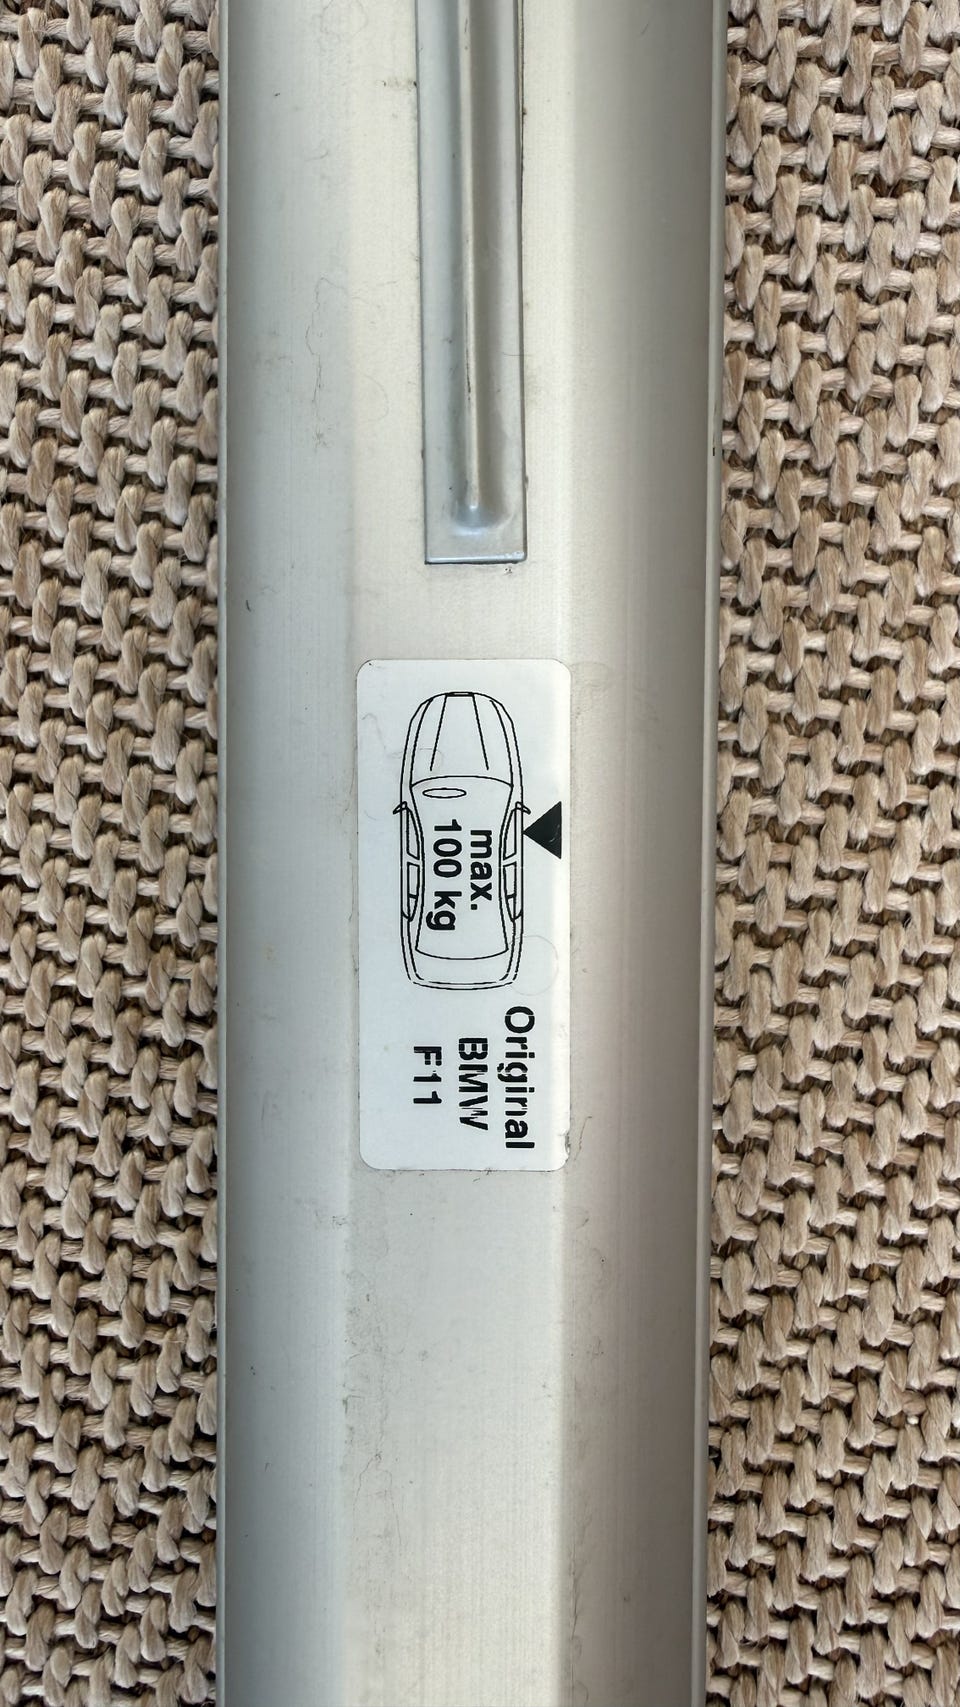 max.
100 kg
Original
BMW
F11